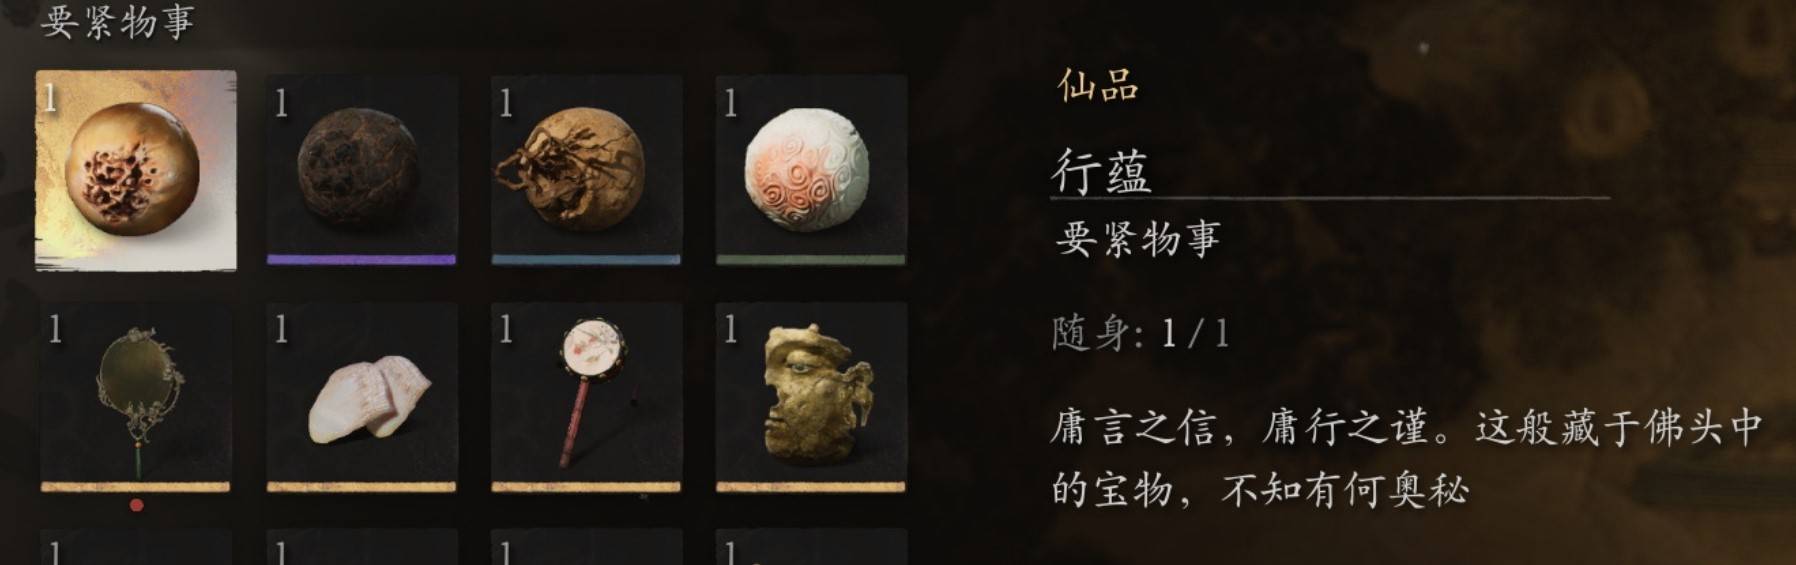 要紧物事
1 1 1 1
1 1 1 1
1 1 1 1
仙品
行蕴
要紧物事
随身: 1 / 1
庸言之信，庸行之谨。这般藏于佛头中
的宝物，不知有何奥秘